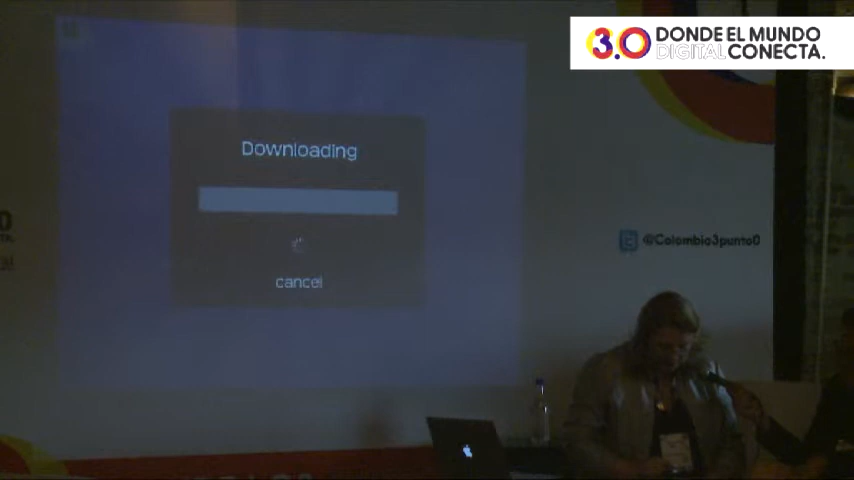 3.0 DONDE EL MUNDO
DIGITAL CONECTA.
Downloading
cancel
@Colombia3punto0